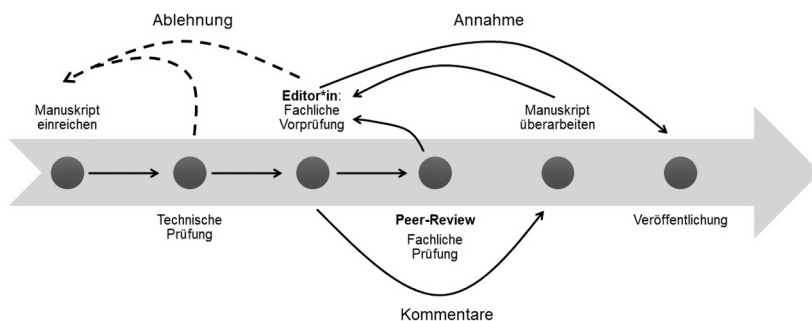 Ablehnung
Annahme
Manuskript
einreichen
Editor*in:
Fachliche
Vorprüfung
Manuskript
überarbeiten
Technische
Prüfung
Peer-Review
Fachliche
Prüfung
Veröffentlichung
Kommentare